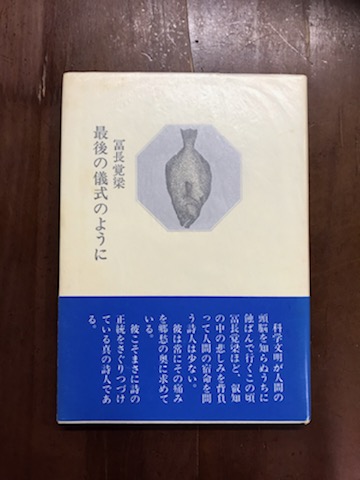 冨長覚梁
最後の儀式のように
科学文明が人間の
頭脳を知らぬうちに
蝕ばんで行くこの頃
冨長覚梁ほど、叡知
の中の悲しみを背負
って人間の宿命を問
う詩人は少ない。
彼は常にその痛み
を郷愁の奥に求めて
いる。
彼こそまさに詩の
正統をさぐりつづけ
ている真の詩人であ
る。